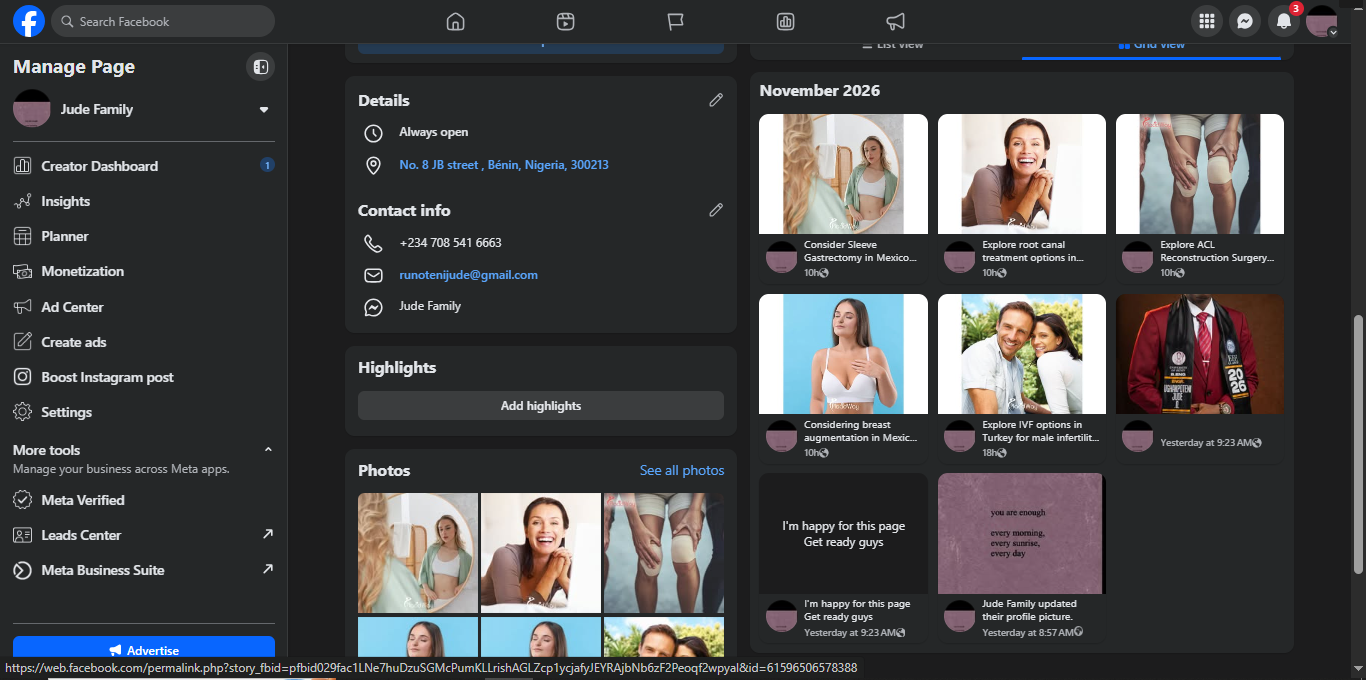 Search Facebook
3
Manage Page
Jude Family
Creator Dashboard
1
Insights
Planner
Monetization
Ad Center
Create ads
Boost Instagram post
Settings
More tools
Manage your business across Meta apps.
Meta Verified
Leads Center
Meta Business Suite
Advertise
Details
Always open
No. 8 JB street , Bénin, Nigeria, 300213
Contact info
+234 708 541 6663
runotenijude@gmail.com
Jude Family
Highlights
Add highlights
Photos
See all photos
List view
Grid view
November 2026
Consider Sleeve
Gastrectomy in Mexico...
10h
Explore root canal
treatment options in...
10h
Explore ACL
Reconstruction Surgery...
10h
Considering breast
augmentation in Mexic...
10h
Explore IVF options in
Turkey for male infertilit...
18h
JUDE
2026
Yesterday at 9:23 AM
I'm happy for this page
Get ready guys
I'm happy for this page
Get ready guys
Yesterday at 9:23 AM
you are enough
every morning,
every sunrise,
every day
Jude Family updated
their profile picture.
Yesterday at 8:57 AM
https://web.facebook.com/permalink.php?story_fbid=pfbid029fac1LNe7huDzuSGMcPumKLLrishAGLZcp1ycjafyJEYRAjbNb6zF2Peoqf2wpyal&id=61596506578388